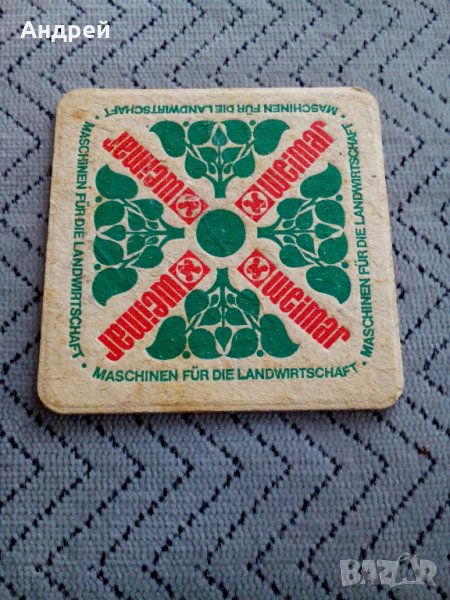 Андрей
MASCHINEN FÜR DIE LANDWIRTSCHAFT
weimar
weimar
weimar
weimar
MASCHINEN FÜR DIE LANDWIRTSCHAFT
MASCHINEN FÜR DIE LANDWIRTSCHAFT
MASCHINEN FÜR DIE LANDWIRTSCHAFT
BAZAR